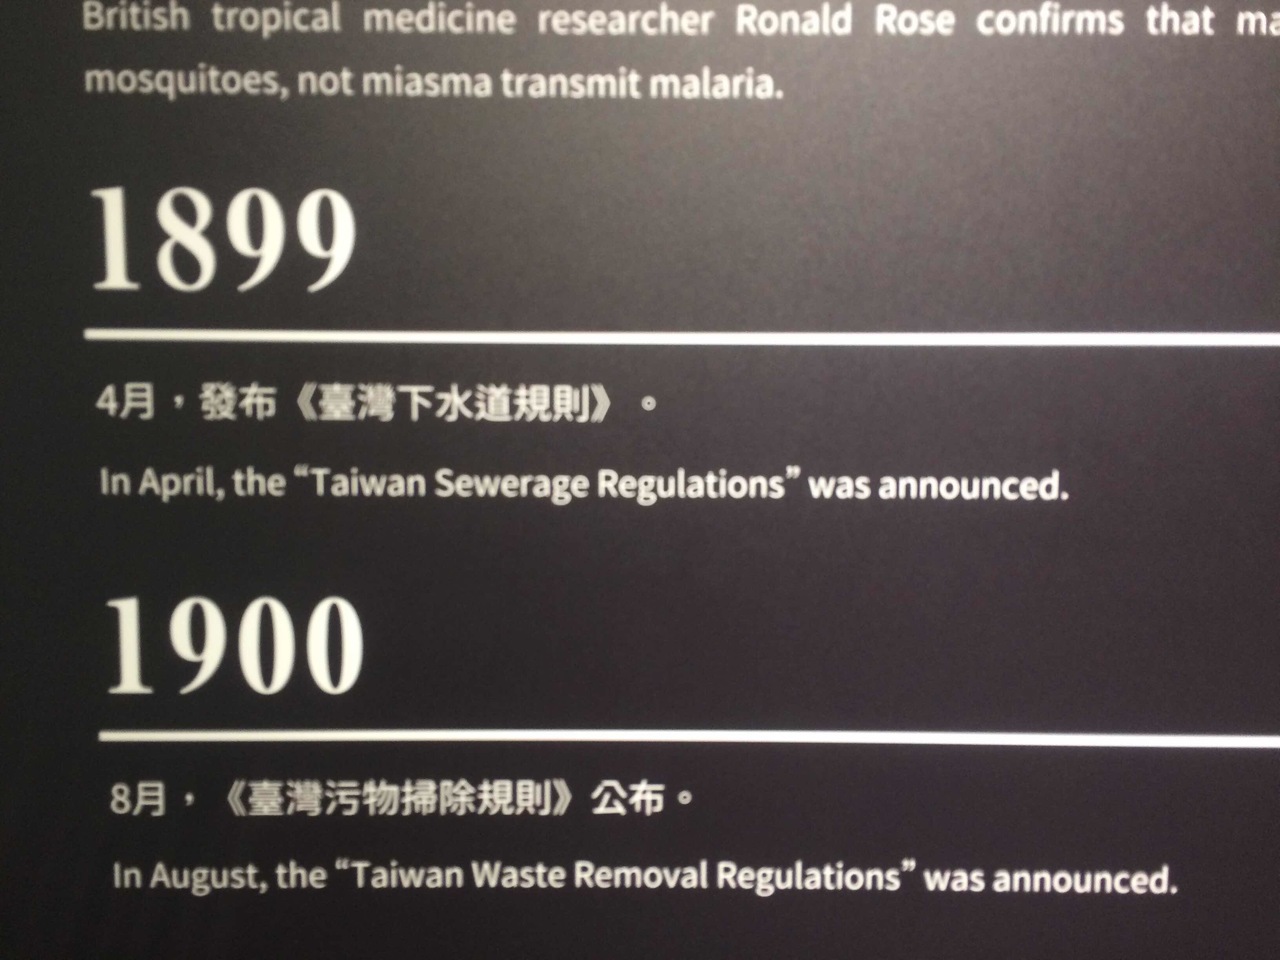 British tropical medicine researcher Ronald Rose confirms that
mosquitoes, not miasma transmit malaria.
1899
4月，發布《臺灣下水道規則》。
In April, the “Taiwan Sewerage Regulations” was announced.
1900
8月，《臺灣污物掃除規則》公布。
In August, the “Taiwan Waste Removal Regulations” was announced.